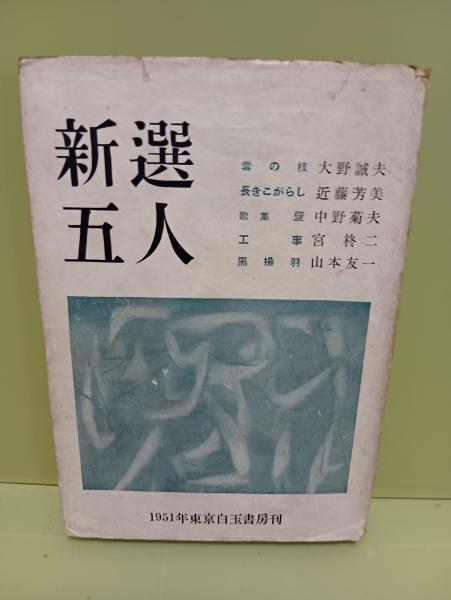 新選
五人
雲の枝 大野誠夫
長きこがらし 近藤芳美
歌集 壁 中野菊夫
工事 宮柊二
黒揚羽 山本友一
1951年東京白玉書房刊